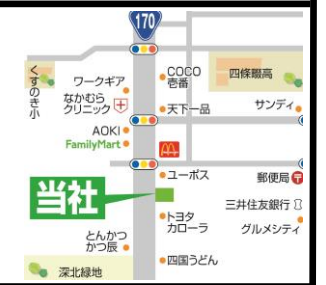 170
くすのき小
ワークギア
なかむら
クリニック
AOKI
FamilyMart
COCO
壱番
天下一品
四條畷高
サンディ
M
ユーポス
郵便局
当社
トヨタ
カローラ
三井住友銀行
グルメシティ
とんかつ
かつ辰
四国うどん
深北緑地